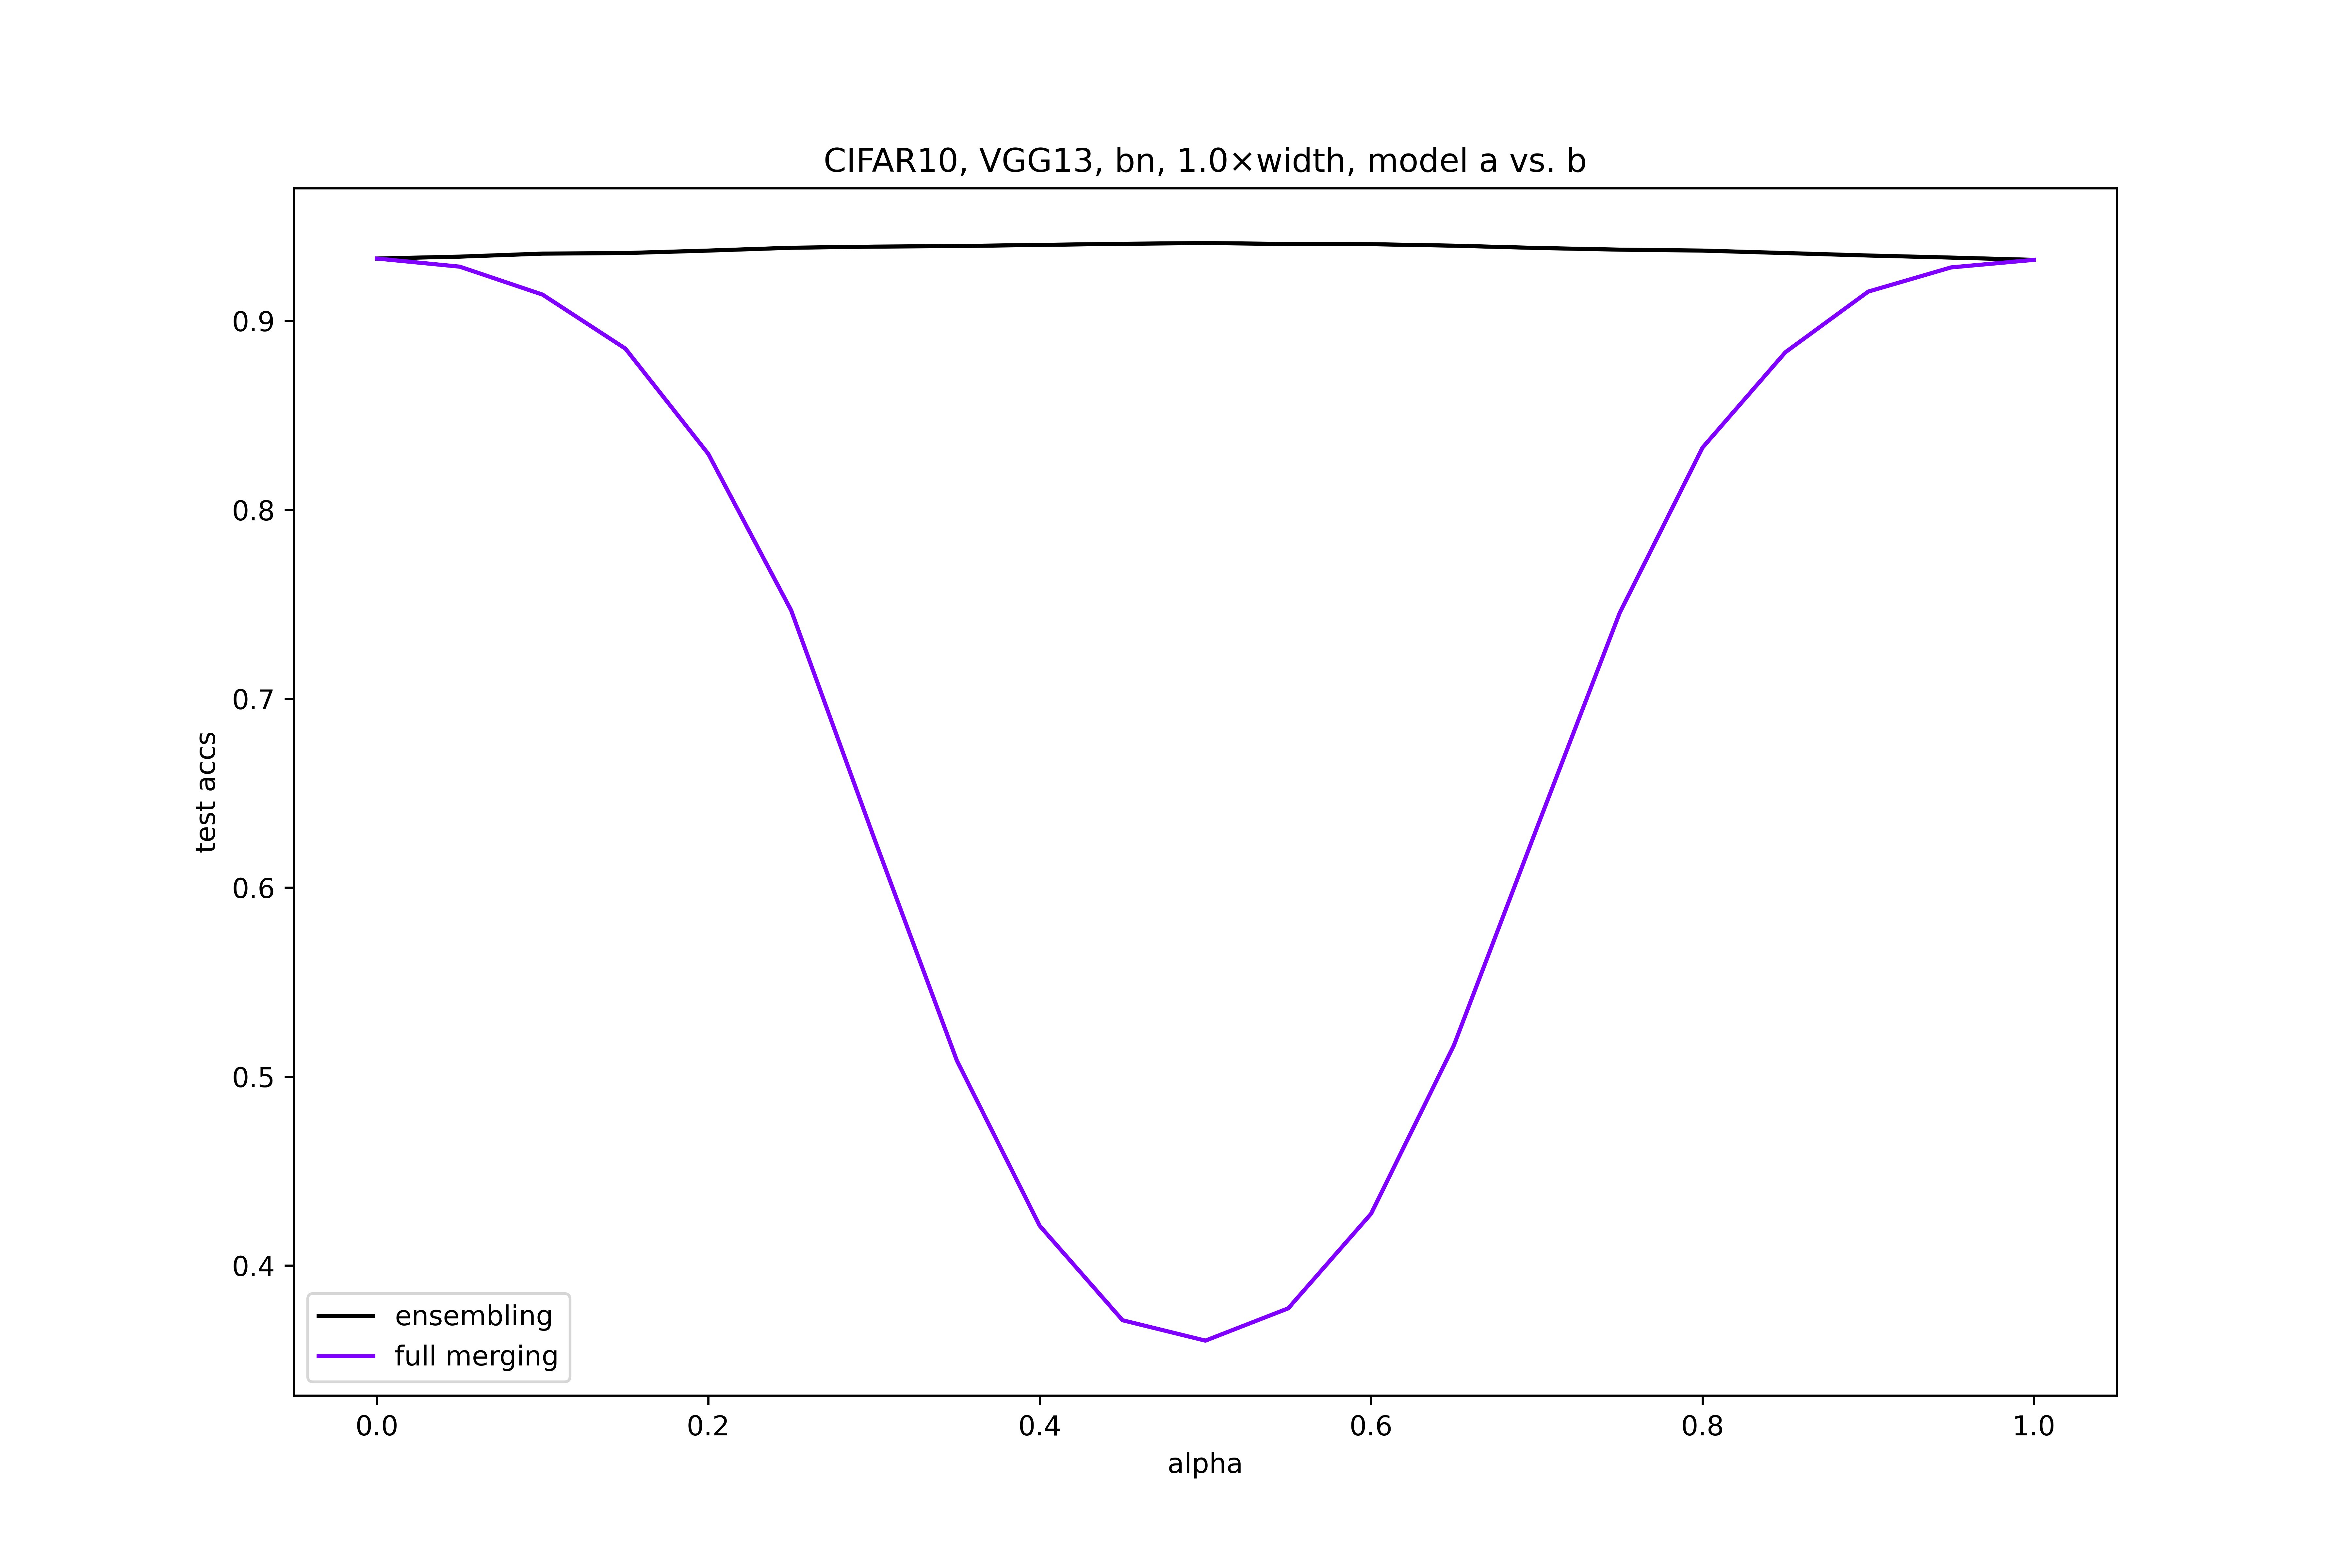 CIFAR10, VGG13, bn, 1.0×width, model a vs. b
test accs
0.9
0.8
0.7
0.6
0.5
0.4
ensembling
full merging
0.0 0.2 0.4 0.6 0.8 1.0
alpha